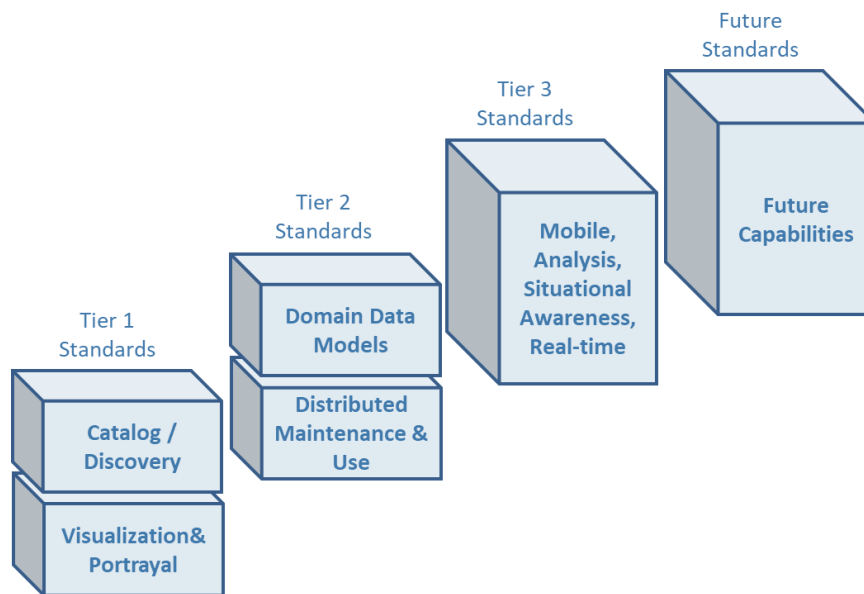 Tier 1
Standards
Catalog /
Discovery
Visualization&
Portrayal
Tier 2
Standards
Domain Data
Models
Distributed
Maintenance &
Use
Tier 3
Standards
Mobile,
Analysis,
Situational
Awareness,
Real-time
Future
Standards
Future
Capabilities